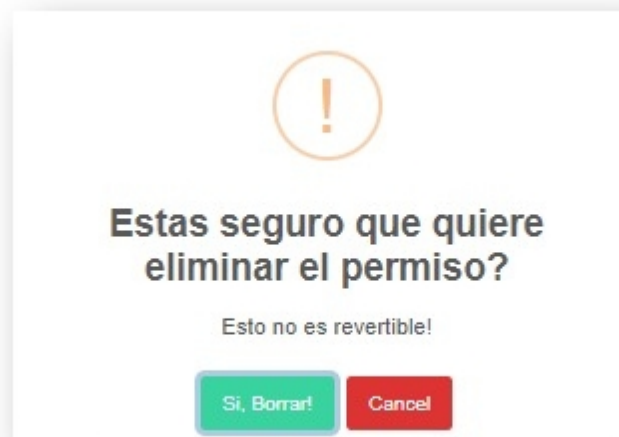 !
Estas seguro que quiere
eliminar el permiso?
Esto no es revertible!
Si, Borrar!
Cancel